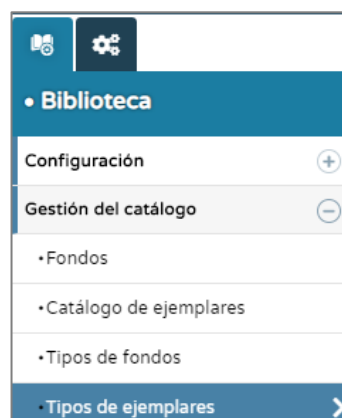 • Biblioteca
Configuración
Gestión del catálogo
•Fondos
•Catálogo de ejemplares
•Tipos de fondos
•Tipos de ejemplares